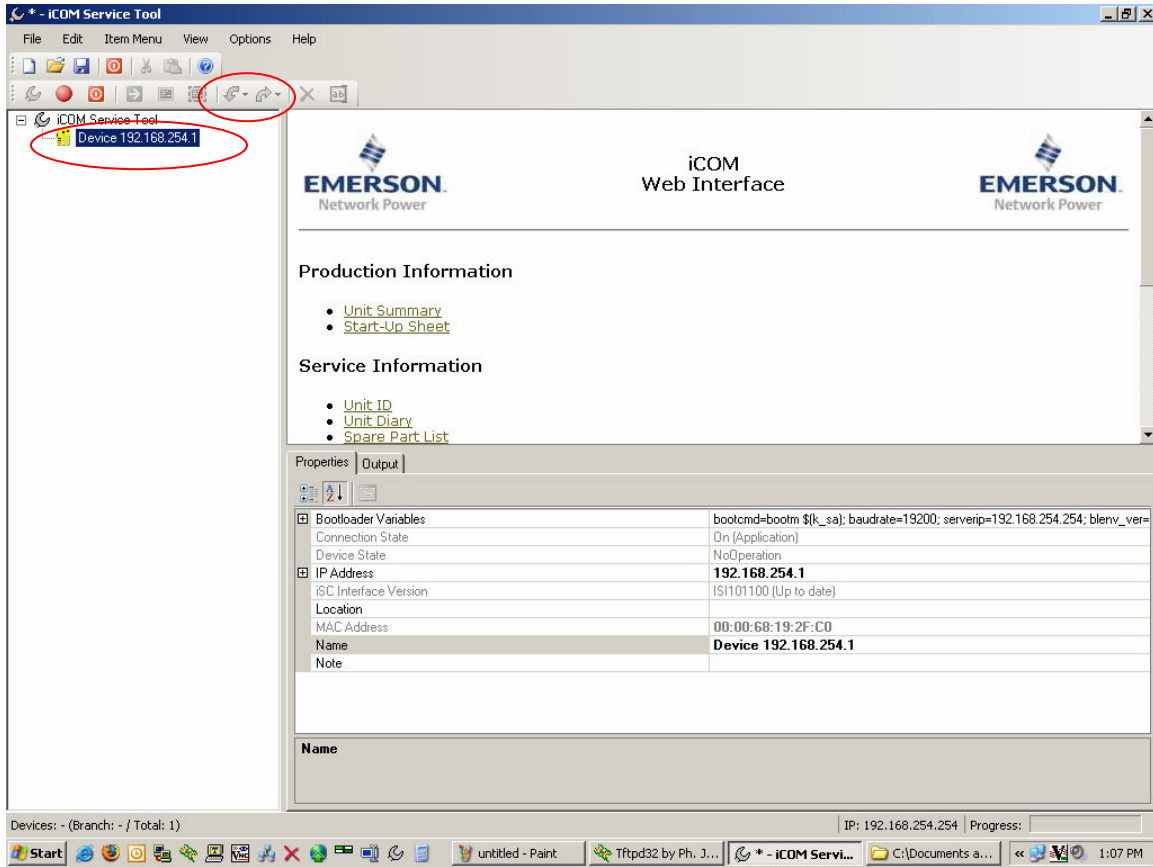 * - iCOM Service Tool
File Edit Item Menu View Options Help
iCOM Service Tool
Device 192.168.254.1
EMERSON
Network Power
iCOM
Web Interface
EMERSON
Network Power
Production Information
Unit Summary
Start-Up Sheet
Service Information
Unit ID
Unit Diary
Spare Part List
Properties Output
Bootloader Variables bootcmd=bootm $(k_sa); baudrate=19200; serverip=192.168.254.254; blenv_ver=
Connection State On (Application)
Device State NoOperation
IP Address 192.168.254.1
iSC Interface Version ISI101100 (Up to date)
Location
MAC Address 00:00:68:19:2F:C0
Name Device 192.168.254.1
Note
Name
Devices: - (Branch: - / Total: 1) IP: 192.168.254.254 Progress:
Start untitled - Paint Tftpd32 by Ph. J... * - iCOM Servi... C:\Documents a... « 1:07 PM